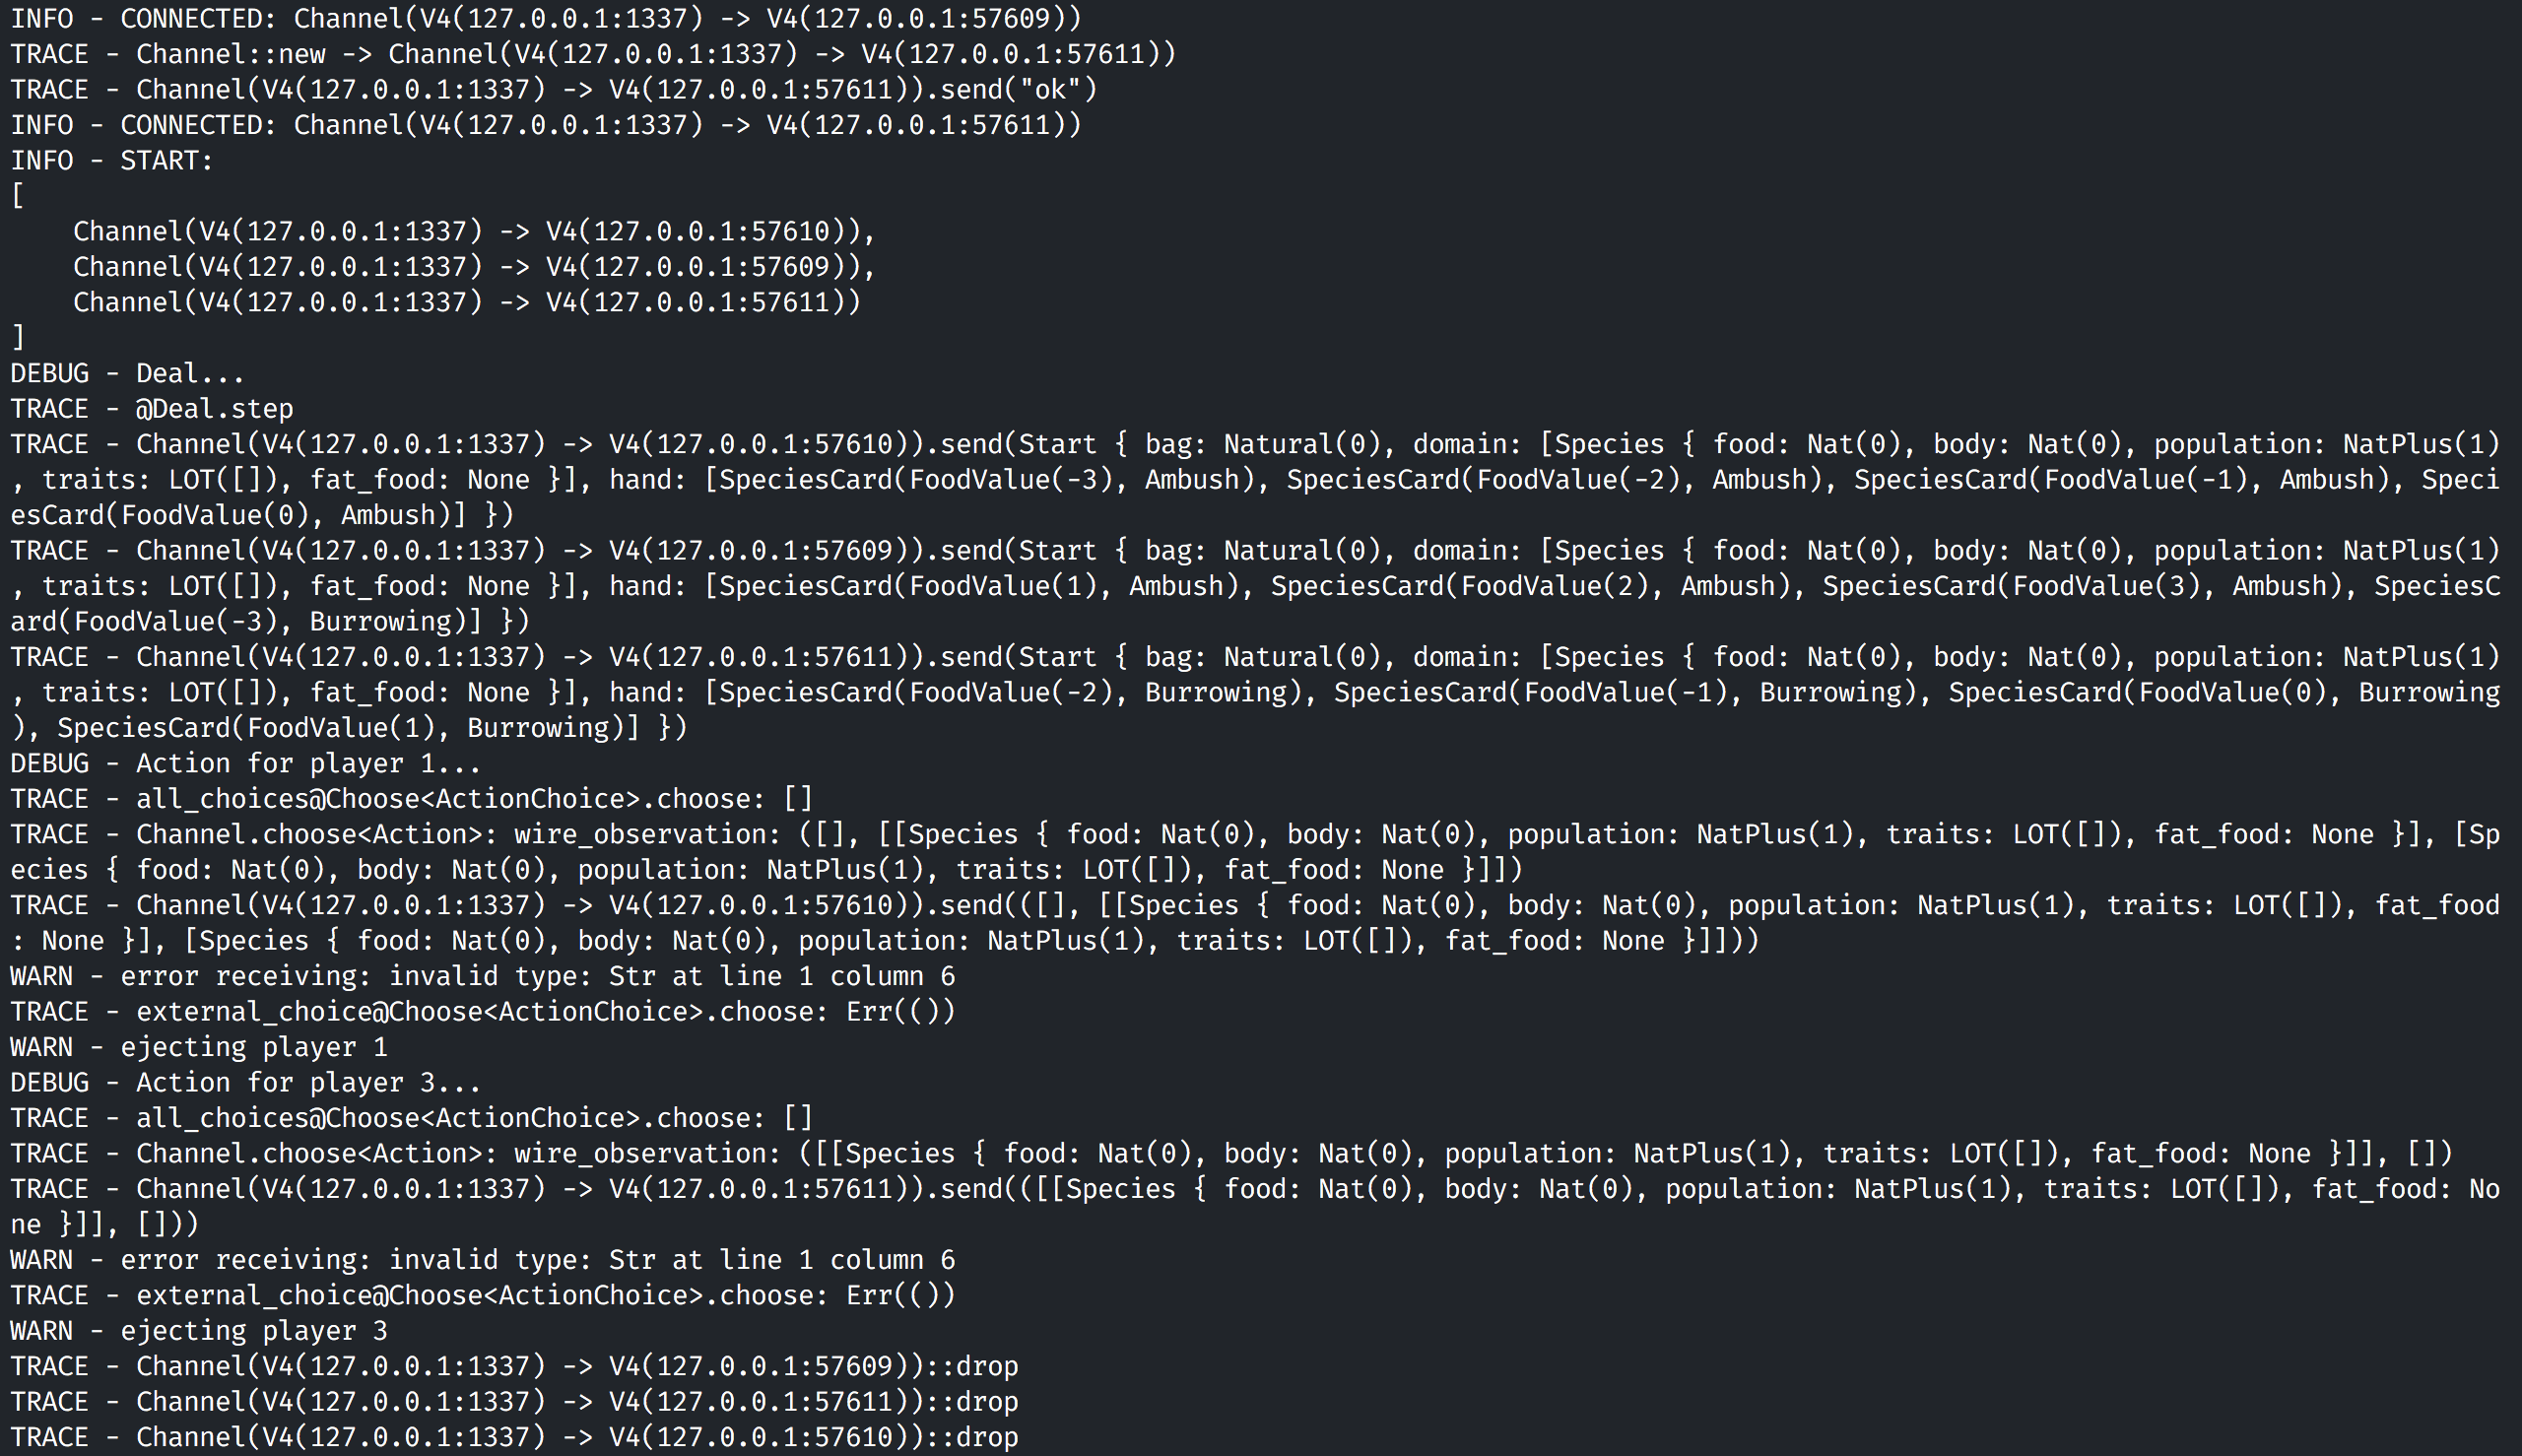 INFO - CONNECTED: Channel(V4(127.0.0.1:1337) -> V4(127.0.0.1:57609))
TRACE - Channel::new -> Channel(V4(127.0.0.1:1337) -> V4(127.0.0.1:57611))
TRACE - Channel(V4(127.0.0.1:1337) -> V4(127.0.0.1:57611)).send("ok")
INFO - CONNECTED: Channel(V4(127.0.0.1:1337) -> V4(127.0.0.1:57611))
INFO - START:
[
    Channel(V4(127.0.0.1:1337) -> V4(127.0.0.1:57610)),
    Channel(V4(127.0.0.1:1337) -> V4(127.0.0.1:57609)),
    Channel(V4(127.0.0.1:1337) -> V4(127.0.0.1:57611))
]
DEBUG - Deal...
TRACE - @Deal.step
TRACE - Channel(V4(127.0.0.1:1337) -> V4(127.0.0.1:57610)).send(Start { bag: Natural(0), domain: [Species { food: Nat(0), body: Nat(0), population: NatPlus(1)
, traits: LOT([]), fat_food: None }], hand: [SpeciesCard(FoodValue(-3), Ambush), SpeciesCard(FoodValue(-2), Ambush), SpeciesCard(FoodValue(-1), Ambush), Speci
esCard(FoodValue(0), Ambush)] })
TRACE - Channel(V4(127.0.0.1:1337) -> V4(127.0.0.1:57609)).send(Start { bag: Natural(0), domain: [Species { food: Nat(0), body: Nat(0), population: NatPlus(1)
, traits: LOT([]), fat_food: None }], hand: [SpeciesCard(FoodValue(1), Ambush), SpeciesCard(FoodValue(2), Ambush), SpeciesCard(FoodValue(3), Ambush), SpeciesC
ard(FoodValue(-3), Burrowing)] })
TRACE - Channel(V4(127.0.0.1:1337) -> V4(127.0.0.1:57611)).send(Start { bag: Natural(0), domain: [Species { food: Nat(0), body: Nat(0), population: NatPlus(1)
, traits: LOT([]), fat_food: None }], hand: [SpeciesCard(FoodValue(-2), Burrowing), SpeciesCard(FoodValue(-1), Burrowing), SpeciesCard(FoodValue(0), Burrowing
), SpeciesCard(FoodValue(1), Burrowing)] })
DEBUG - Action for player 1...
TRACE - all_choices@Choose<ActionChoice>.choose: []
TRACE - Channel.choose<Action>: wire_observation: ([], [[Species { food: Nat(0), body: Nat(0), population: NatPlus(1), traits: LOT([]), fat_food: None }], [Sp
ecies { food: Nat(0), body: Nat(0), population: NatPlus(1), traits: LOT([]), fat_food: None }]])
TRACE - Channel(V4(127.0.0.1:1337) -> V4(127.0.0.1:57610)).send(([], [[Species { food: Nat(0), body: Nat(0), population: NatPlus(1), traits: LOT([]), fat_food
: None }], [Species { food: Nat(0), body: Nat(0), population: NatPlus(1), traits: LOT([]), fat_food: None }]]))
WARN - error receiving: invalid type: Str at line 1 column 6
TRACE - external_choice@Choose<ActionChoice>.choose: Err(())
WARN - ejecting player 1
DEBUG - Action for player 3...
TRACE - all_choices@Choose<ActionChoice>.choose: []
TRACE - Channel.choose<Action>: wire_observation: ([[Species { food: Nat(0), body: Nat(0), population: NatPlus(1), traits: LOT([]), fat_food: None }]], [])
TRACE - Channel(V4(127.0.0.1:1337) -> V4(127.0.0.1:57611)).send(([[Species { food: Nat(0), body: Nat(0), population: NatPlus(1), traits: LOT([]), fat_food: No
ne }]], []))
WARN - error receiving: invalid type: Str at line 1 column 6
TRACE - external_choice@Choose<ActionChoice>.choose: Err(())
WARN - ejecting player 3
TRACE - Channel(V4(127.0.0.1:1337) -> V4(127.0.0.1:57609))::drop
TRACE - Channel(V4(127.0.0.1:1337) -> V4(127.0.0.1:57611))::drop
TRACE - Channel(V4(127.0.0.1:1337) -> V4(127.0.0.1:57610))::drop